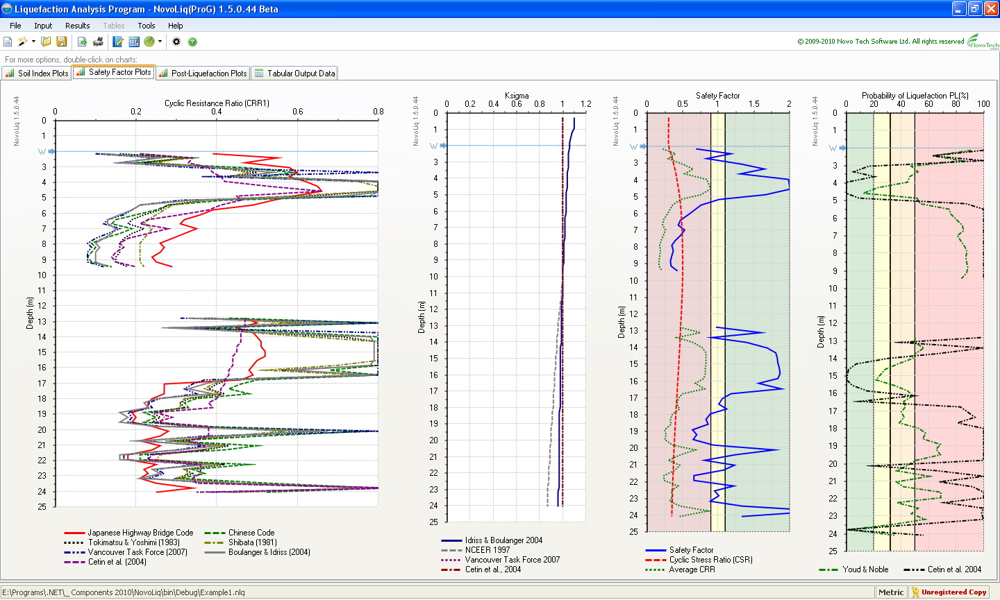 Liquefaction Analysis Program - NovoLiq(ProG) 1.5.0.44 Beta
File Input Results Tables Tools Help
© 2009-2010 Novo Tech Software Ltd. All rights reserved
NovoTech
For more options, double-click on charts:
Soil Index Plots Safety Factor Plots Post-Liquefaction Plots Tabular Output Data
NovoLiq 1.5.0.44
Cyclic Resistance Ratio (CRR1)
0 0.2 0.4 0.6 0.8
W
Depth (m)
0
1
3
4
5
6
7
8
9
10
11
12
13
14
15
16
17
18
19
20
21
22
23
24
25
Japanese Highway Bridge Code
Tokimatsu & Yoshimi (1983)
Vancouver Task Force (2007)
Cetin et al. (2004)
Chinese Code
Shibata (1981)
Boulanger & Idriss (2004)
NovoLiq 1.5.0.44
Ksigma
0 0.2 0.4 0.6 0.8 1 1.2
W
Depth (m)
0
1
3
4
5
6
7
8
9
10
11
12
13
14
15
16
17
18
19
20
21
22
23
24
25
Idriss & Boulanger 2004
NCEER 1997
Vancouver Task Force 2007
Cetin et al., 2004
NovoLiq 1.5.0.44
Safety Factor
0 0.5 1 1.5 2
W
Depth (m)
0
1
3
4
5
6
7
8
9
10
11
12
13
14
15
16
17
18
19
20
21
22
23
24
25
Safety Factor
Cyclic Stress Ratio (CSR)
Average CRR
NovoLiq 1.5.0.44
Probability of Liquefaction PL(%)
0 20 40 60 80 100
W
Depth (m)
0
1
3
4
5
6
7
8
9
10
11
12
13
14
15
16
17
18
19
20
21
22
23
24
25
Youd & Noble Cetin et al. 2004
E:\Programs\.NET\_ Components 2010\NovoLiq\bin\Debug\Example1.nlq
Metric
Unregistered Copy